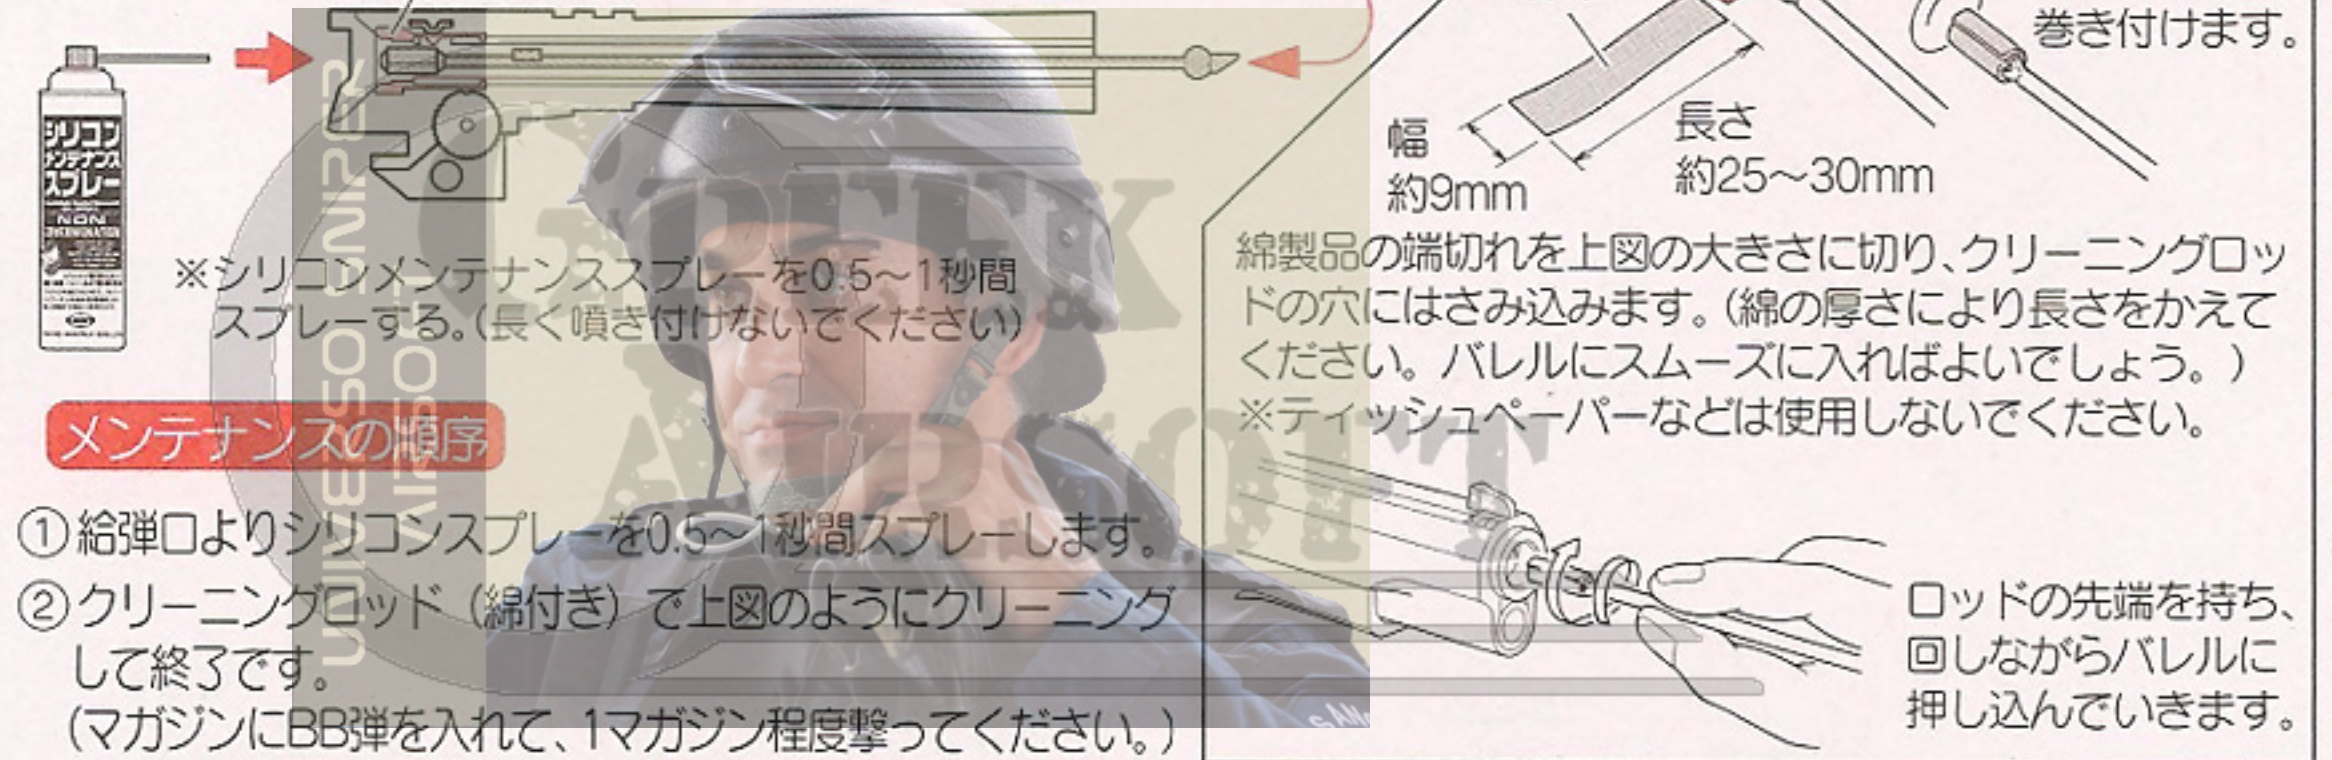 巻き付けます。
シリコン
メンテナンス
スプレー
NON
幅
約9mm
長さ
約25～30mm
※シリコンメンテナンススプレーを0.5～1秒間
スプレーする。(長く噴き付けないでください)
メンテナンスの順序
①給弾口よりシリコンスプレーを0.5～1秒間スプレーします。
②クリーニングロッド（綿付き）で上図のようにクリーニング
して終了です。
(マガジンにBB弾を入れて、1マガジン程度撃ってください。)
綿製品の端切れを上図の大きさに切り、クリーニングロッ
ドの穴にはさみ込みます。(綿の厚さにより長さをかえて
ください。バレルにスムーズに入ればよいでしょう。)
※ティッシュペーパーなどは使用しないでください。
ロッドの先端を持ち、
回しながらバレルに
押し込んでいきます。
GREEK
AIRSOFT
AIRSOFT